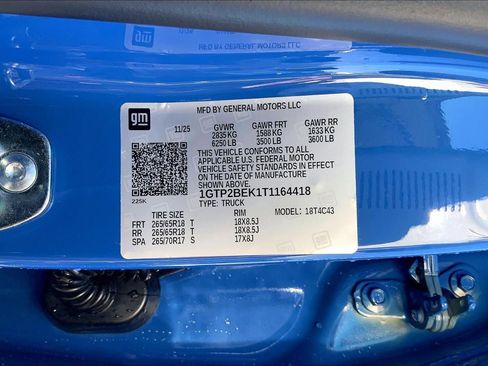 gm
MFD BY GENERAL MOTORS LLC
11/25 GVWR GAWR FRT GAWR RR
2835 KG 1588 KG 1633 KG
6250 LB 3500 LB 3600 LB
THIS VEHICLE CONFORMS TO ALL
APPLICABLE U.S. FEDERAL MOTOR
VEHICLE SAFETY STANDARDS IN EFFECT
ON THE DATE OF MANUFACTURE
SHOWN ABOVE.
1GTP2BEK1T1164418
TYPE: TRUCK
22SK
TIRE SIZE RIM MODEL: 18T4C43
FRT 265/65R18 T 18X8.5J
RR 265/65R18 T 18X8.5J
SPA 265/70R17 S 17X8J